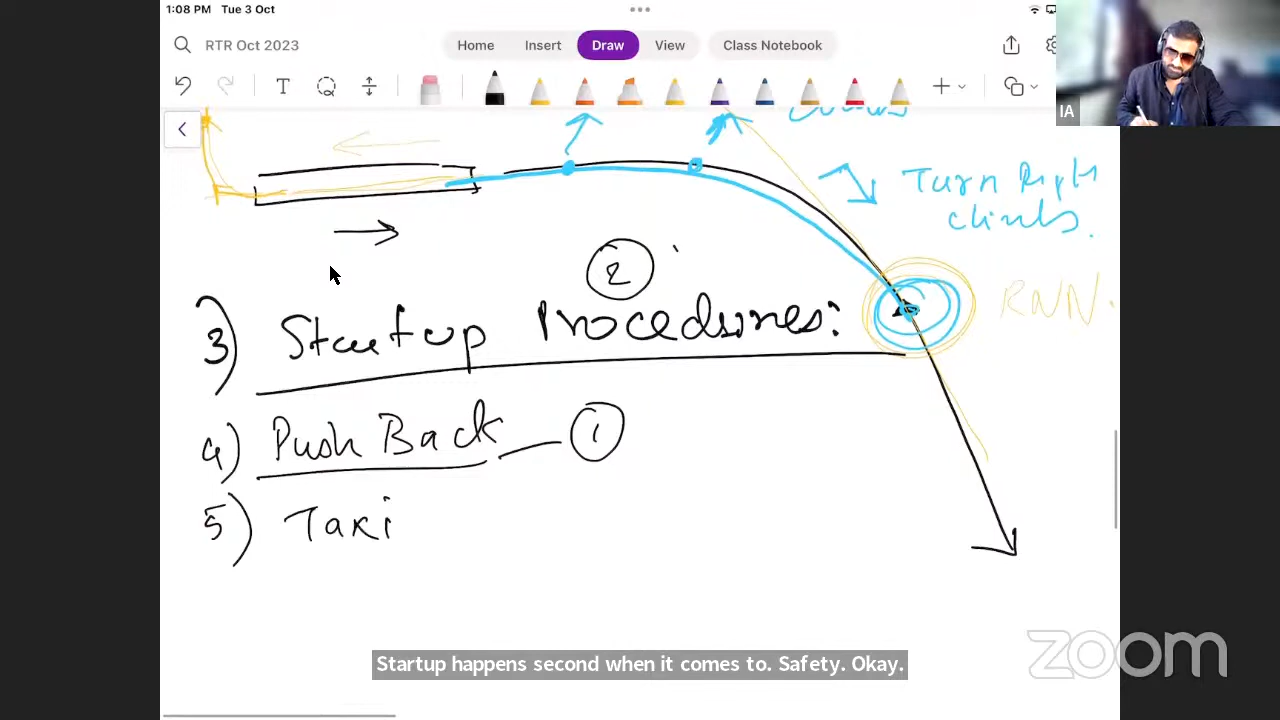 1:08 PM Tue 3 Oct
RTR Oct 2023
Home Insert Draw View Class Notebook
IA
Turn Right
climbs.
RNN.
2
3) Startup Procedures:
4) Push Back — 1
5) Taxi
Startup happens second when it comes to. Safety. Okay.
zoom